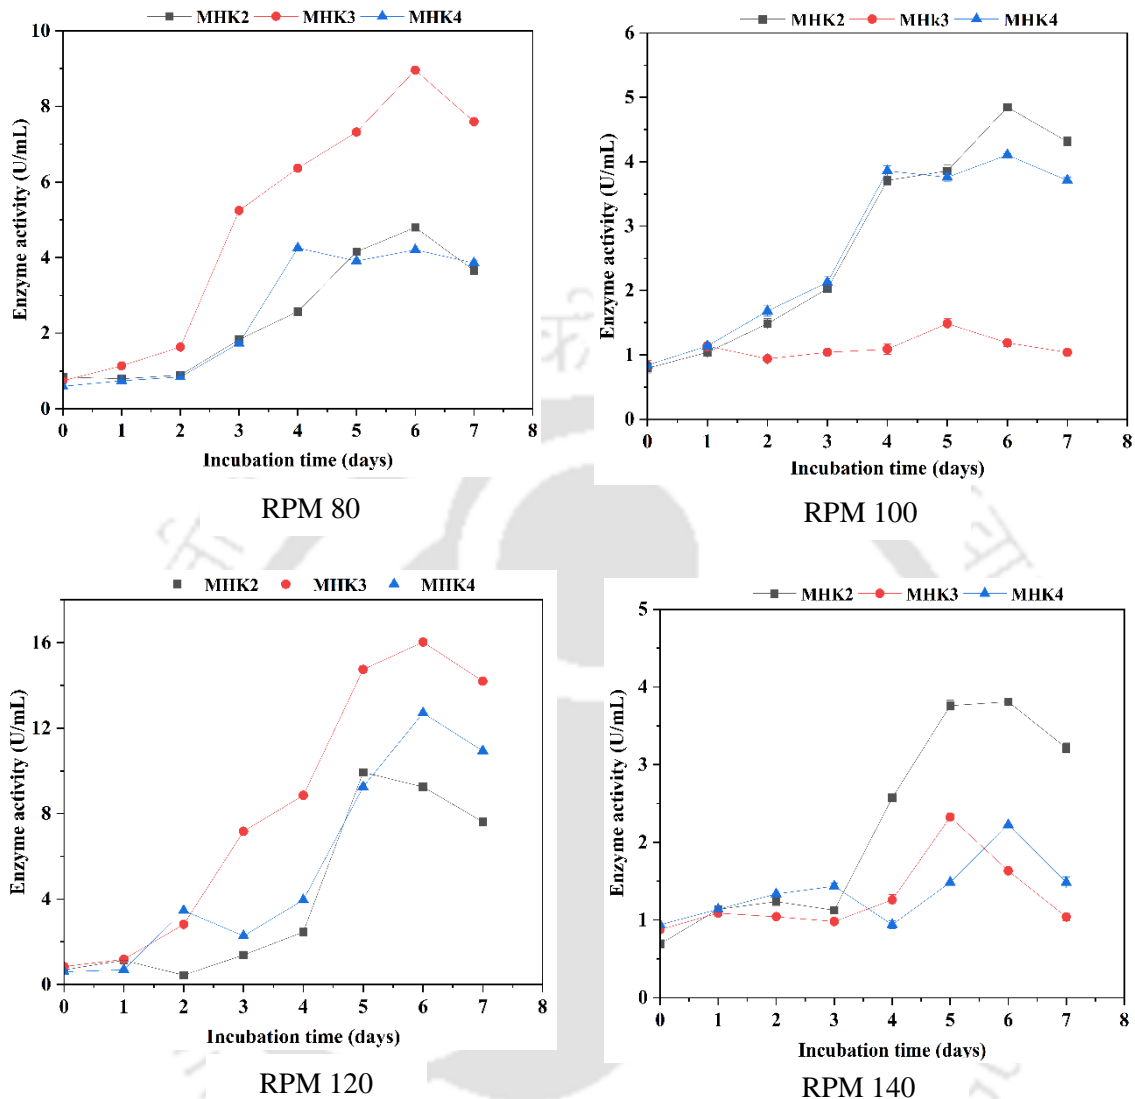 MHK2 MHK3 MHK4
10
8
6
4
2
0
0 1 2 3 4 5 6 7 8
Enzyme activity (U/mL)
Incubation time (days)
RPM 80
MHK2 MHk3 MHK4
6
5
4
3
2
1
0
0 1 2 3 4 5 6 7 8
Enzyme activity (U/mL)
Incubation time (days)
RPM 100
MHK2 MHK3 MHK4
16
12
8
4
0
0 1 2 3 4 5 6 7 8
Enzyme activity (U/mL)
Incubation time (days)
RPM 120
MHK2 MHK3 MHK4
5
4
3
2
1
0
0 1 2 3 4 5 6 7 8
Enzyme activity (U/mL)
Incubation time (days)
RPM 140